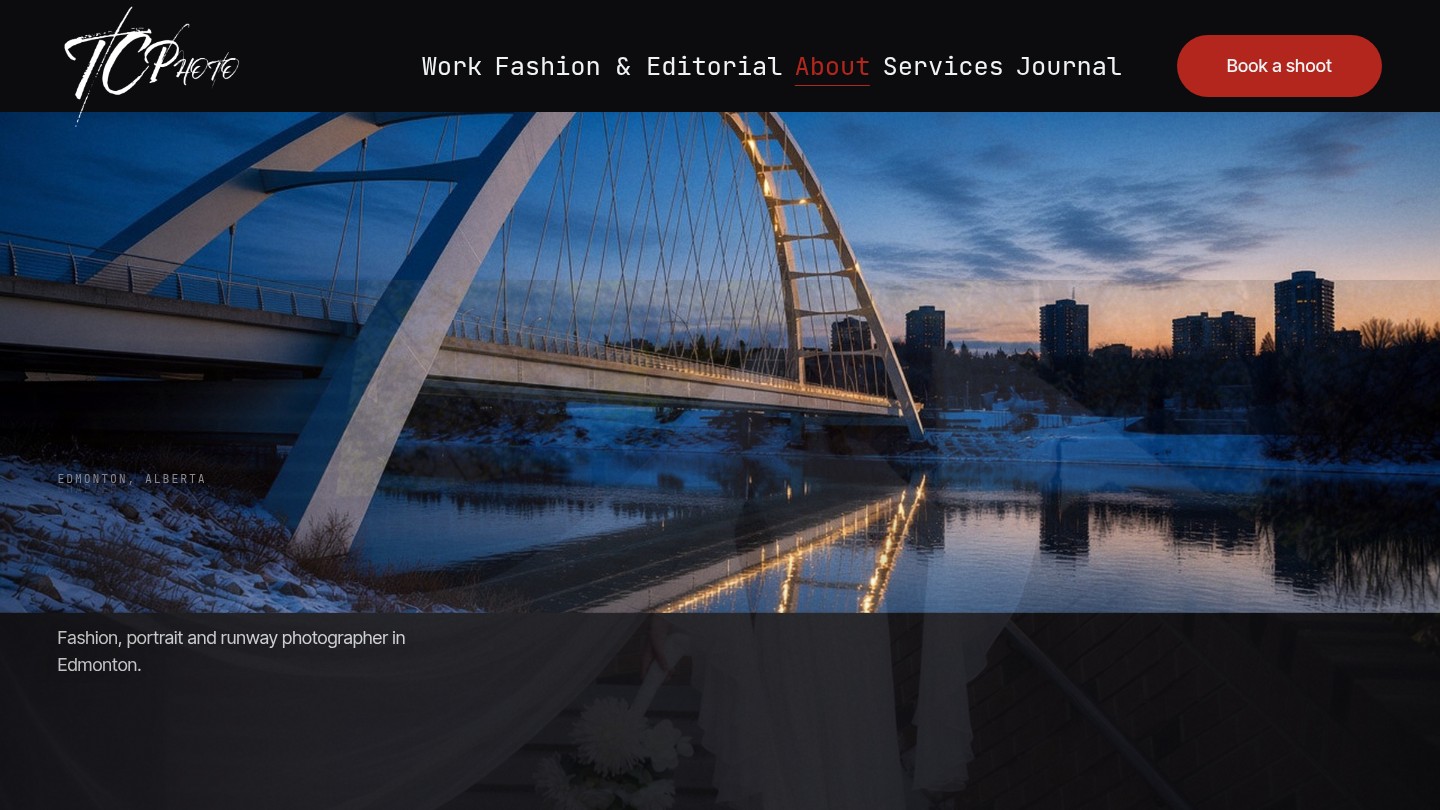 TCPHOTO
Work Fashion & Editorial About Services Journal
Book a shoot
EDMONTON, ALBERTA
Fashion, portrait and runway photographer in
Edmonton.